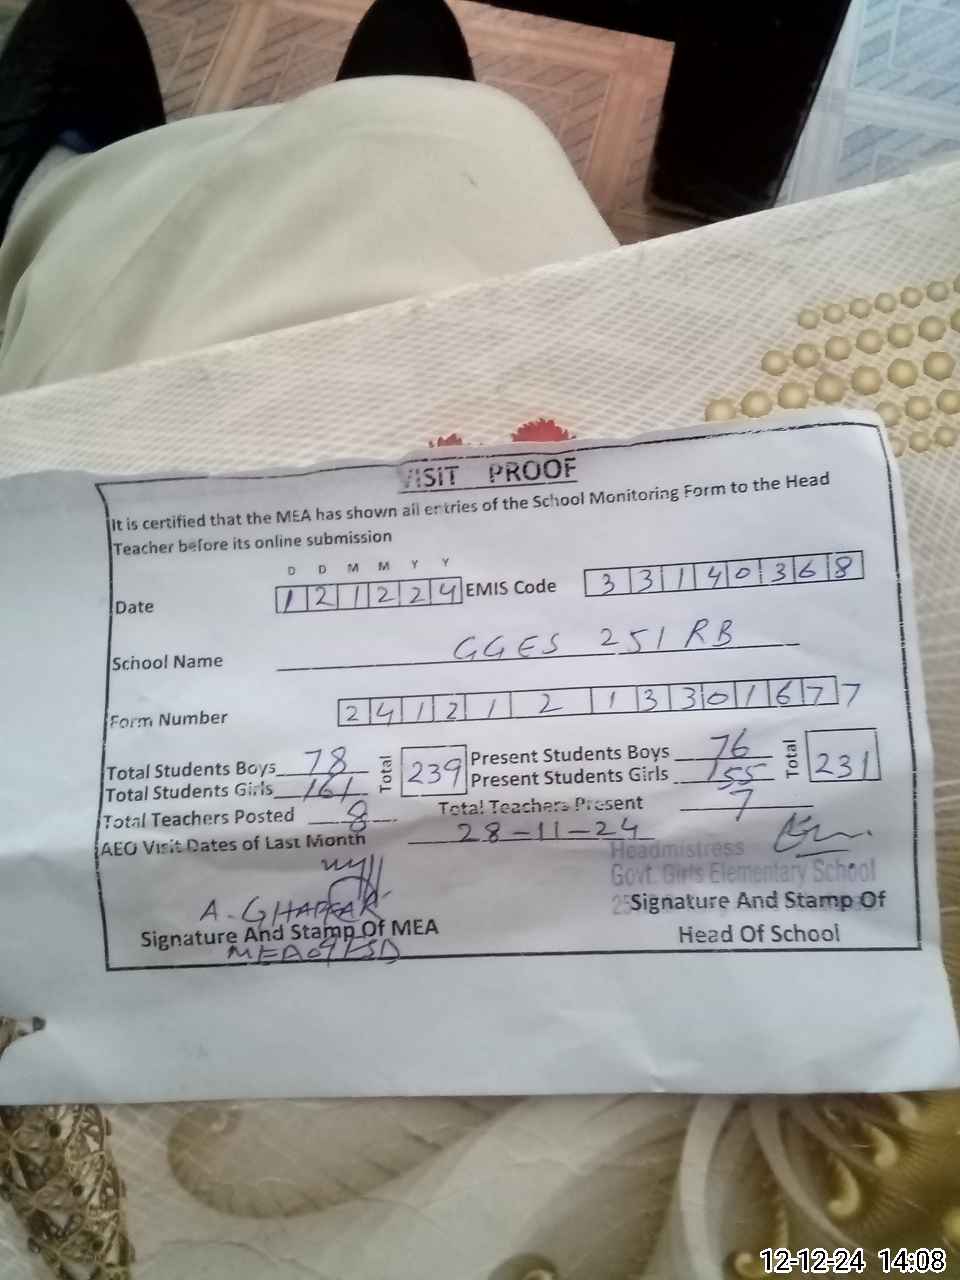 VISIT PROOF
It is certified that the MEA has shown all entries of the School Monitoring Form to the Head
Teacher before its online submission
D D M M Y Y
Date 1 2 1 2 2 4 EMIS Code 3 3 1 4 0 3 6 8
School Name GGES 251 RB
Form Number 2 4 1 2 1 2 1 3 3 0 1 6 7 7
Total Students Boys 78 Total 239 Present Students Boys 76 Total 231
Total Students Girls 161 Present Students Girls 155
Total Teachers Posted 8 Total Teachers Present 7
AEO Visit Dates of Last Month 28-11-24
Headmistress
Govt. Girls Elementary School
A. GHAFFAR
Signature And Stamp Of MEA
Signature And Stamp Of
Head Of School
12-12-24 14:08